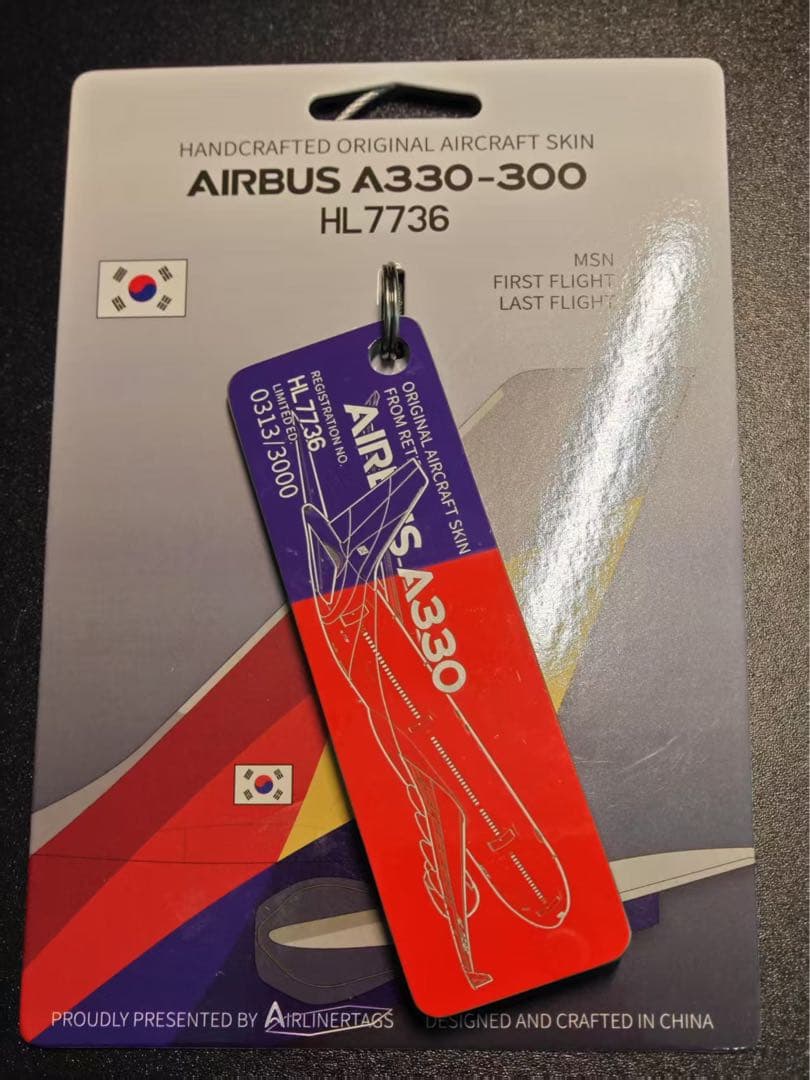 HANDCRAFTED ORIGINAL AIRCRAFT SKIN
AIRBUS A330-300
HL7736
MSN
FIRST FLIGHT
LAST FLIGHT
ORIGINAL AIRCRAFT SKIN
FROM RET
AIRBUS A330
REGISTRATION NO.
HL7736
LIMITED ED.
0313/3000
PROUDLY PRESENTED BY AIRLINERTAGS
DESIGNED AND CRAFTED IN CHINA